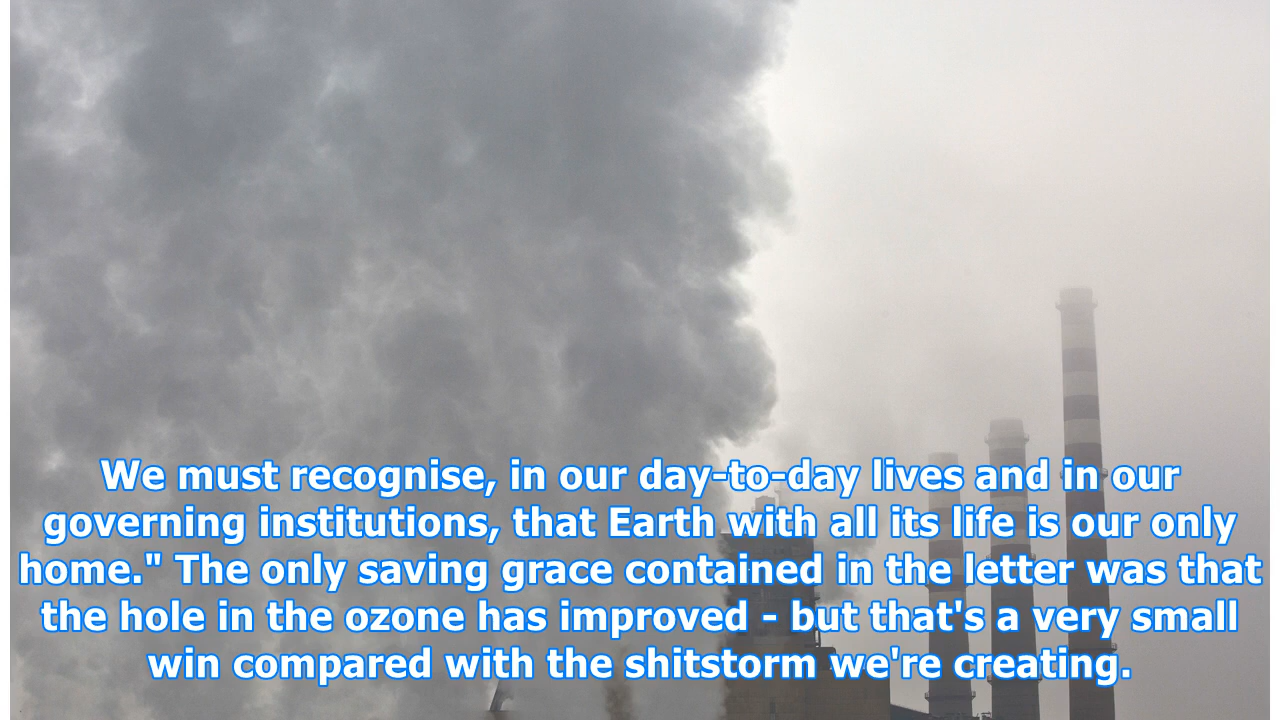 We must recognise, in our day-to-day lives and in our
governing institutions, that Earth with all its life is our only
home." The only saving grace contained in the letter was that
the hole in the ozone has improved - but that's a very small
win compared with the shitstorm we're creating.